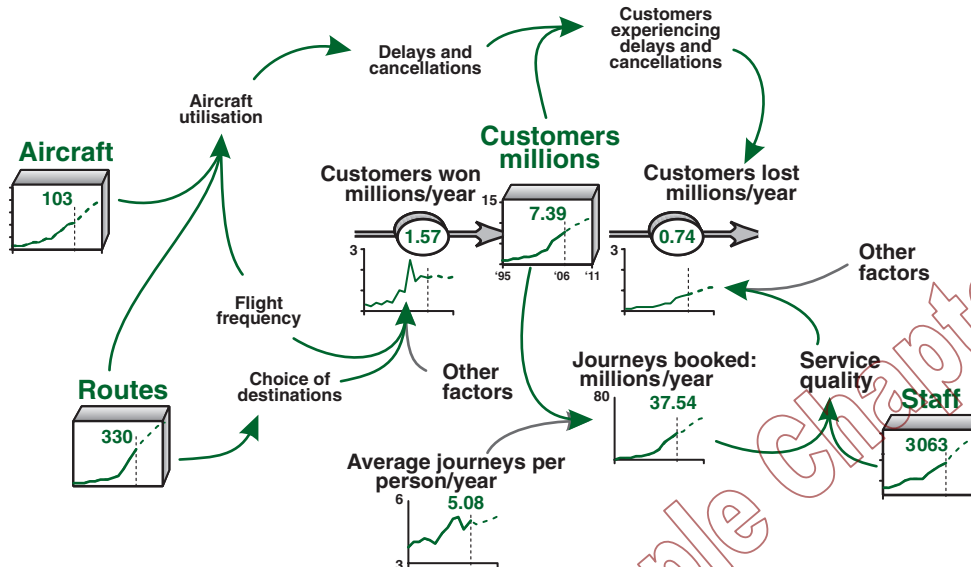 Customers
experiencing
delays and
cancellations
Delays and
cancellations
Aircraft
utilisation
Aircraft
103
Customers
millions
15
7.39
'95
'06
'11
Customers won
millions/year
1.57
3
Customers lost
millions/year
0.74
3
Other
factors
Flight
frequency
Choice of
destinations
Other
factors
Routes
330
Journeys booked:
millions/year
80
37.54
Service
quality
Staff
3063
Average journeys per
person/year
6
5.08
3
ple Chapte